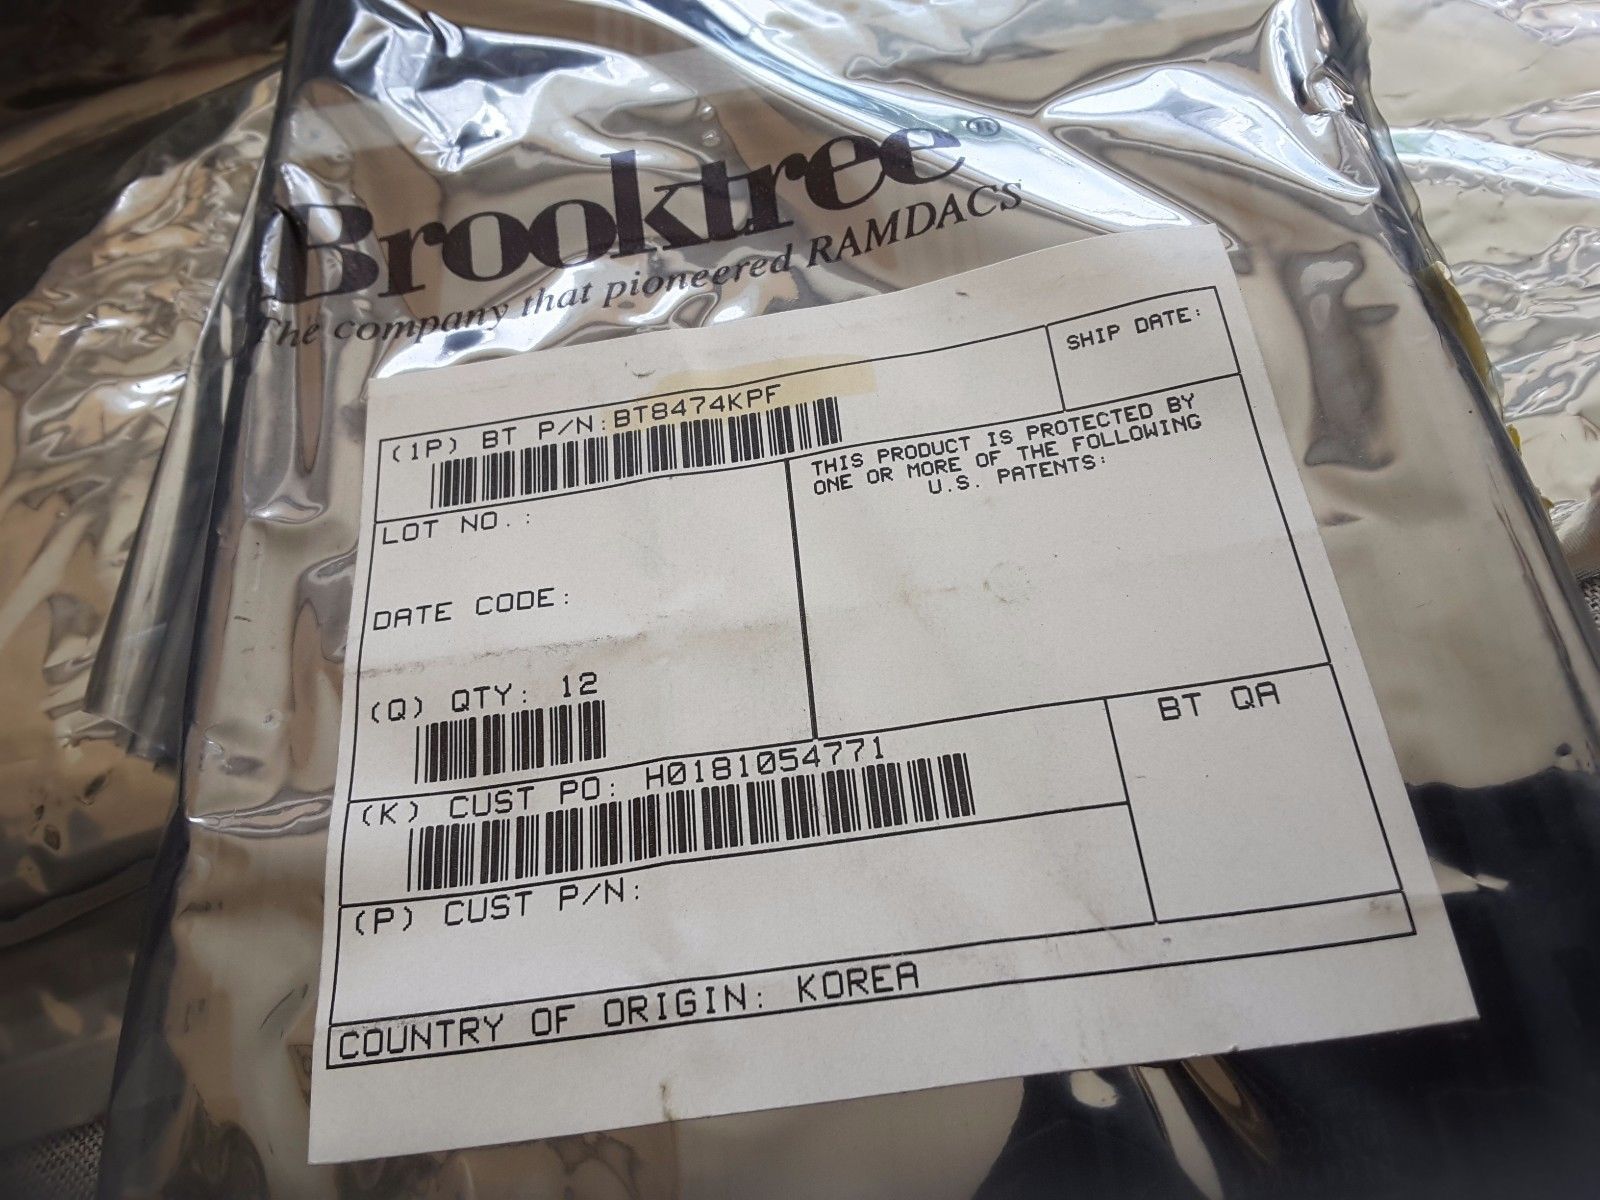 Brooktree®
The company that pioneered RAMDACS
(1P) BT P/N:BT8474KPF
SHIP DATE:
THIS PRODUCT IS PROTECTED BY
ONE OR MORE OF THE FOLLOWING
U.S. PATENTS:
LOT NO.:
DATE CODE:
(Q) QTY: 12
(K) CUST PO: H0181054771
BT QA
(P) CUST P/N:
COUNTRY OF ORIGIN: KOREA